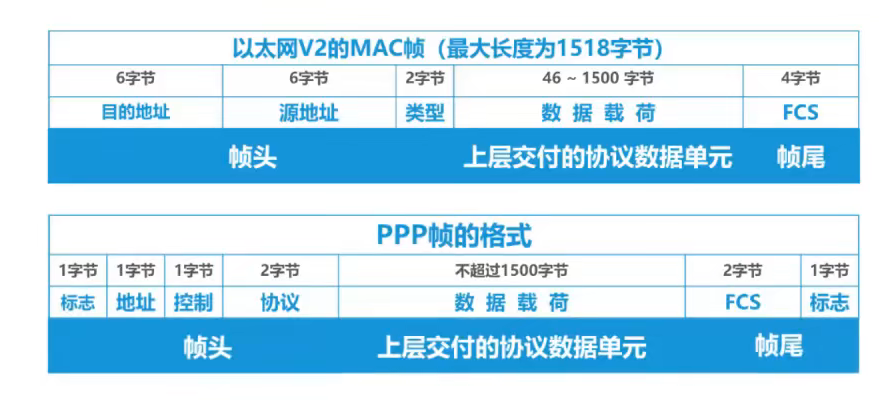 以太网V2的MAC帧（最大长度为1518字节）
6字节 6字节 2字节 46 ~ 1500 字节 4字节
目的地址 源地址 类型 数 据 载 荷 FCS
帧头 上层交付的协议数据单元 帧尾
PPP帧的格式
1字节 1字节 1字节 2字节 不超过1500字节 2字节 1字节
标志 地址 控制 协议 数 据 载 荷 FCS 标志
帧头 上层交付的协议数据单元 帧尾